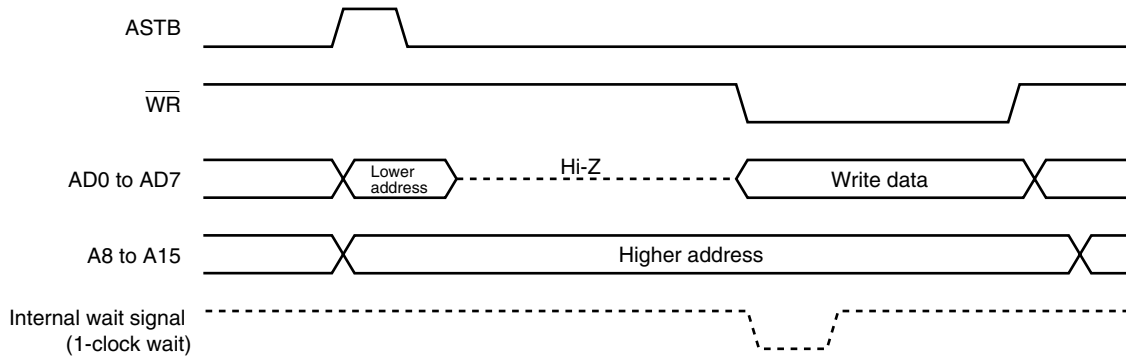 ASTB
WR
AD0 to AD7
Lower
address
Hi-Z
Write data
A8 to A15
Higher address
Internal wait signal
(1-clock wait)